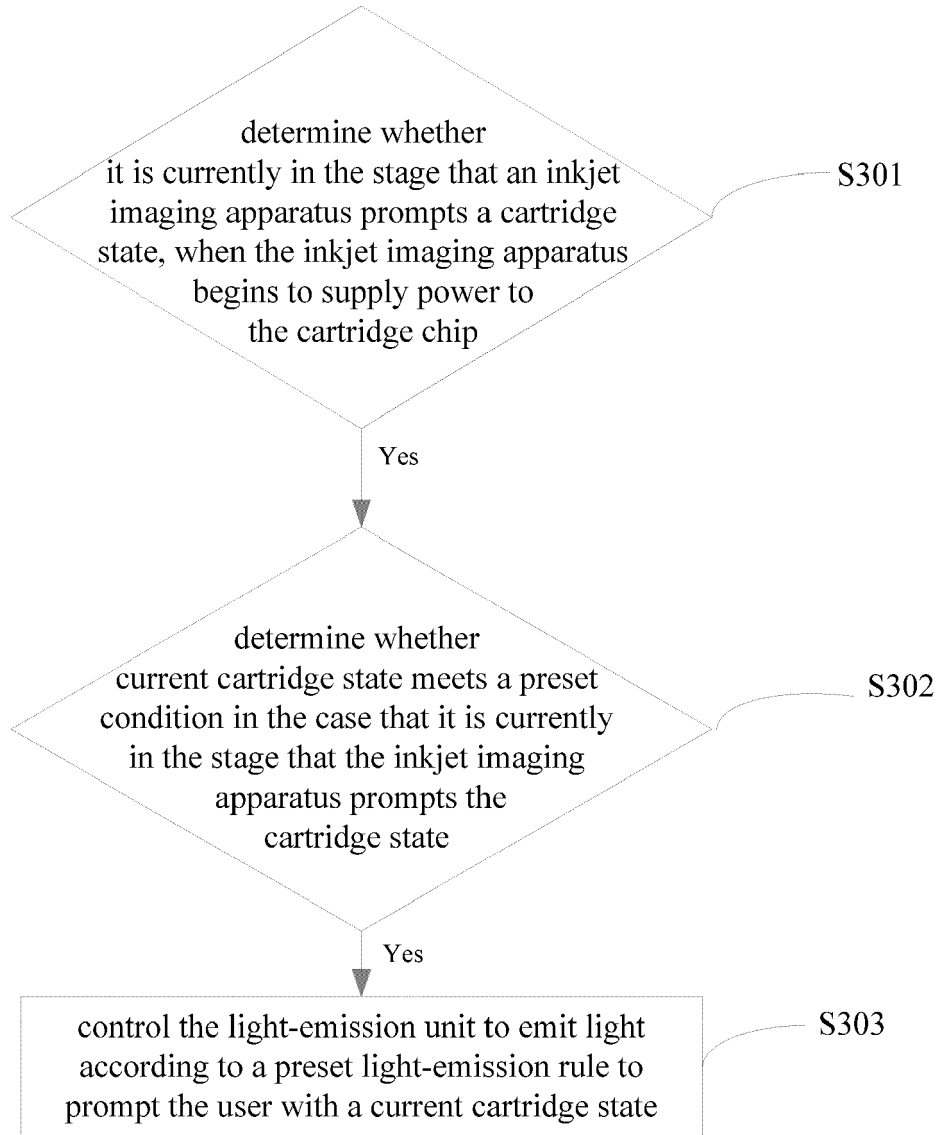 determine whether
it is currently in the stage that an inkjet
imaging apparatus prompts a cartridge
state, when the inkjet imaging apparatus
begins to supply power to
the cartridge chip
S301
Yes
determine whether
current cartridge state meets a preset
condition in the case that it is currently
in the stage that the inkjet imaging
apparatus prompts the
cartridge state
S302
Yes
control the light-emission unit to emit light
according to a preset light-emission rule to
prompt the user with a current cartridge state
S303